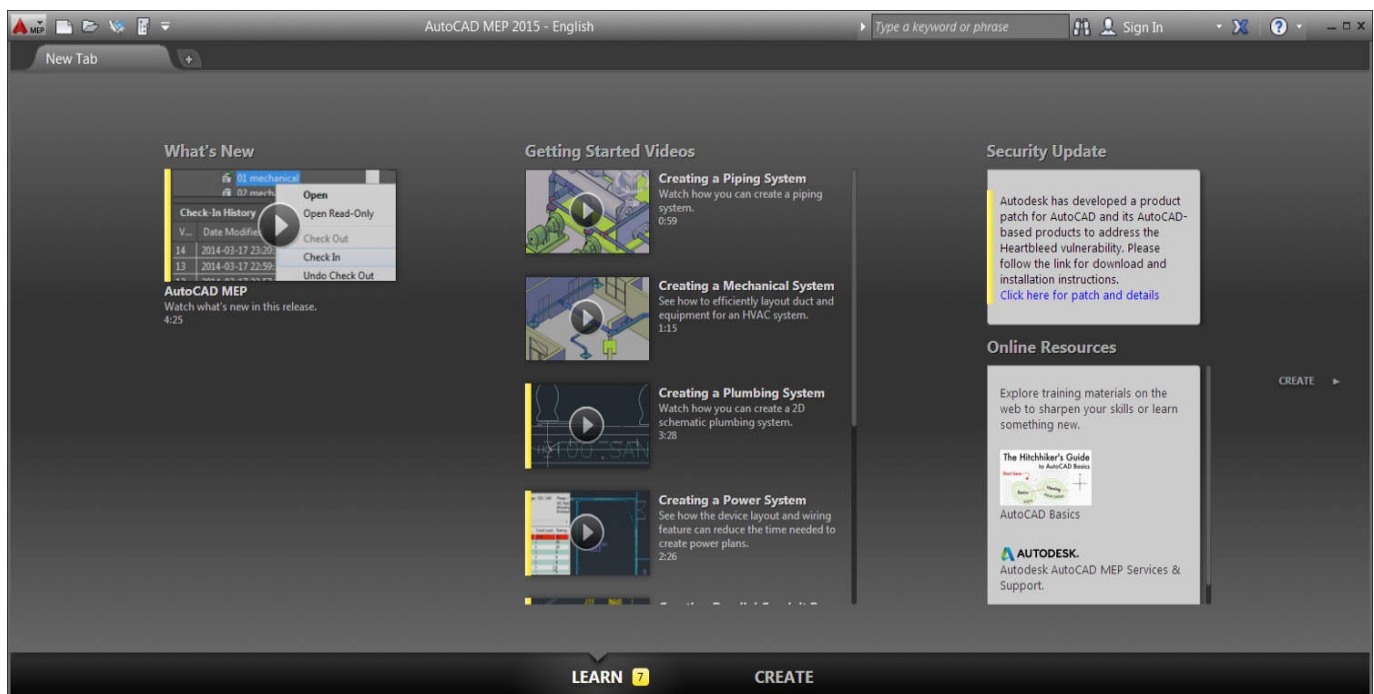 MEP
AutoCAD MEP 2015 - English
Type a keyword or phrase
Sign In
New Tab
What's New
01 mechanical
Open
Check-In History
Open Read-Only
V... Date Modifie
Check Out
14 2014-03-17 23:20:
Check In
13 2014-03-17 22:59:
Undo Check Out
AutoCAD MEP
Watch what's new in this release.
4:25
Getting Started Videos
Creating a Piping System
Watch how you can create a piping
system.
0:59
Creating a Mechanical System
See how to efficiently layout duct and
equipment for an HVAC system.
1:15
Creating a Plumbing System
Watch how you can create a 2D
schematic plumbing system.
3:28
Creating a Power System
See how the device layout and wiring
feature can reduce the time needed to
create power plans.
2:26
Security Update
Autodesk has developed a product
patch for AutoCAD and its AutoCAD-
based products to address the
Heartbleed vulnerability. Please
follow the link for download and
installation instructions.
Click here for patch and details
Online Resources
Explore training materials on the
web to sharpen your skills or learn
something new.
The Hitchhiker's Guide
to AutoCAD Basics
Start here
Basics
Viewing
AutoCAD Basics
AUTODESK.
Autodesk AutoCAD MEP Services &
Support.
CREATE
LEARN 7
CREATE